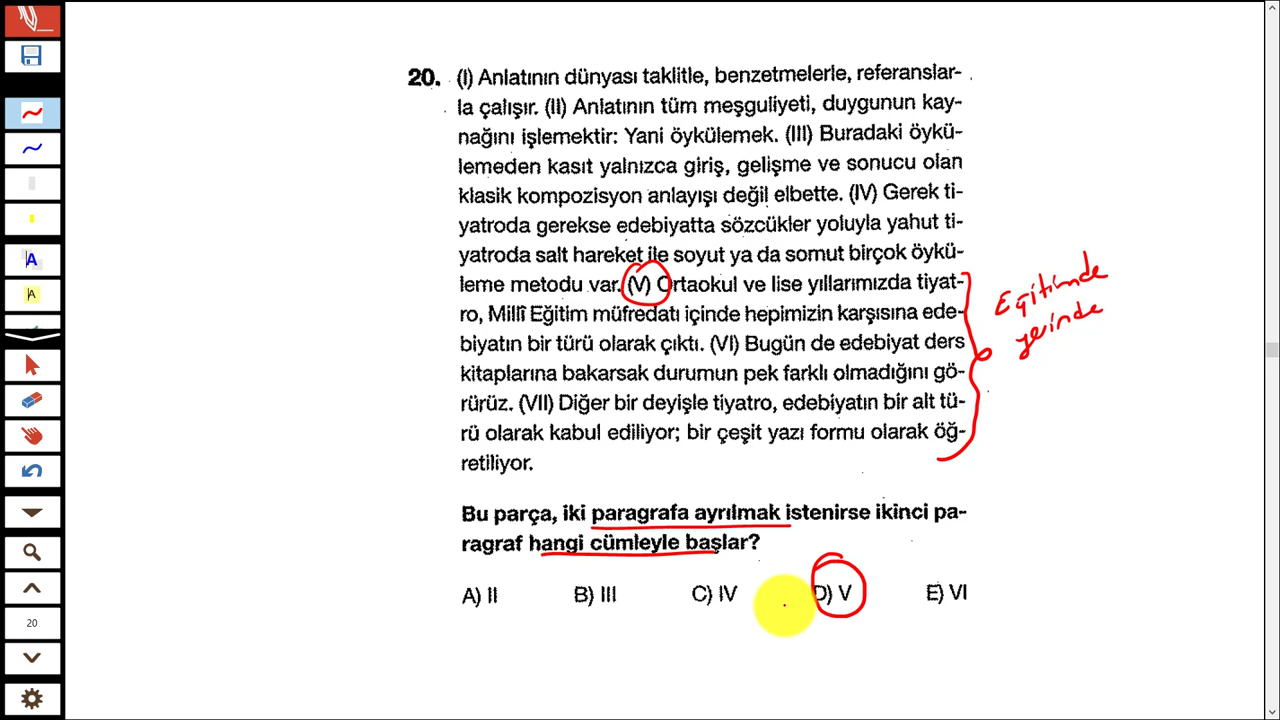 20. (I) Anlatının dünyası taklitle, benzetmelerle, referanslar-
la çalışır. (II) Anlatının tüm meşguliyeti, duygunun kay-
nağını işlemektir: Yani öykülemek. (III) Buradaki öykü-
lemeden kasıt yalnızca giriş, gelişme ve sonucu olan
klasik kompozisyon anlayışı değil elbette. (IV) Gerek ti-
yatroda gerekse edebiyatta sözcükler yoluyla yahut ti-
yatroda salt hareket ile soyut ya da somut birçok öykü-
leme metodu var. (V) Ortaokul ve lise yıllarımızda tiyat-
ro, Millî Eğitim müfredatı içinde hepimizin karşısına ede-
biyatın bir türü olarak çıktı. (VI) Bugün de edebiyat ders
kitaplarına bakarsak durumun pek farklı olmadığını gö-
rürüz. (VII) Diğer bir deyişle tiyatro, edebiyatın bir alt tü-
rü olarak kabul ediliyor; bir çeşit yazı formu olarak öğ-
retiliyor.
Eğitimde
yerinde
Bu parça, iki paragrafa ayrılmak istenirse ikinci pa-
ragraf hangi cümleyle başlar?
A) II B) III C) IV D) V E) VI
A
A
20